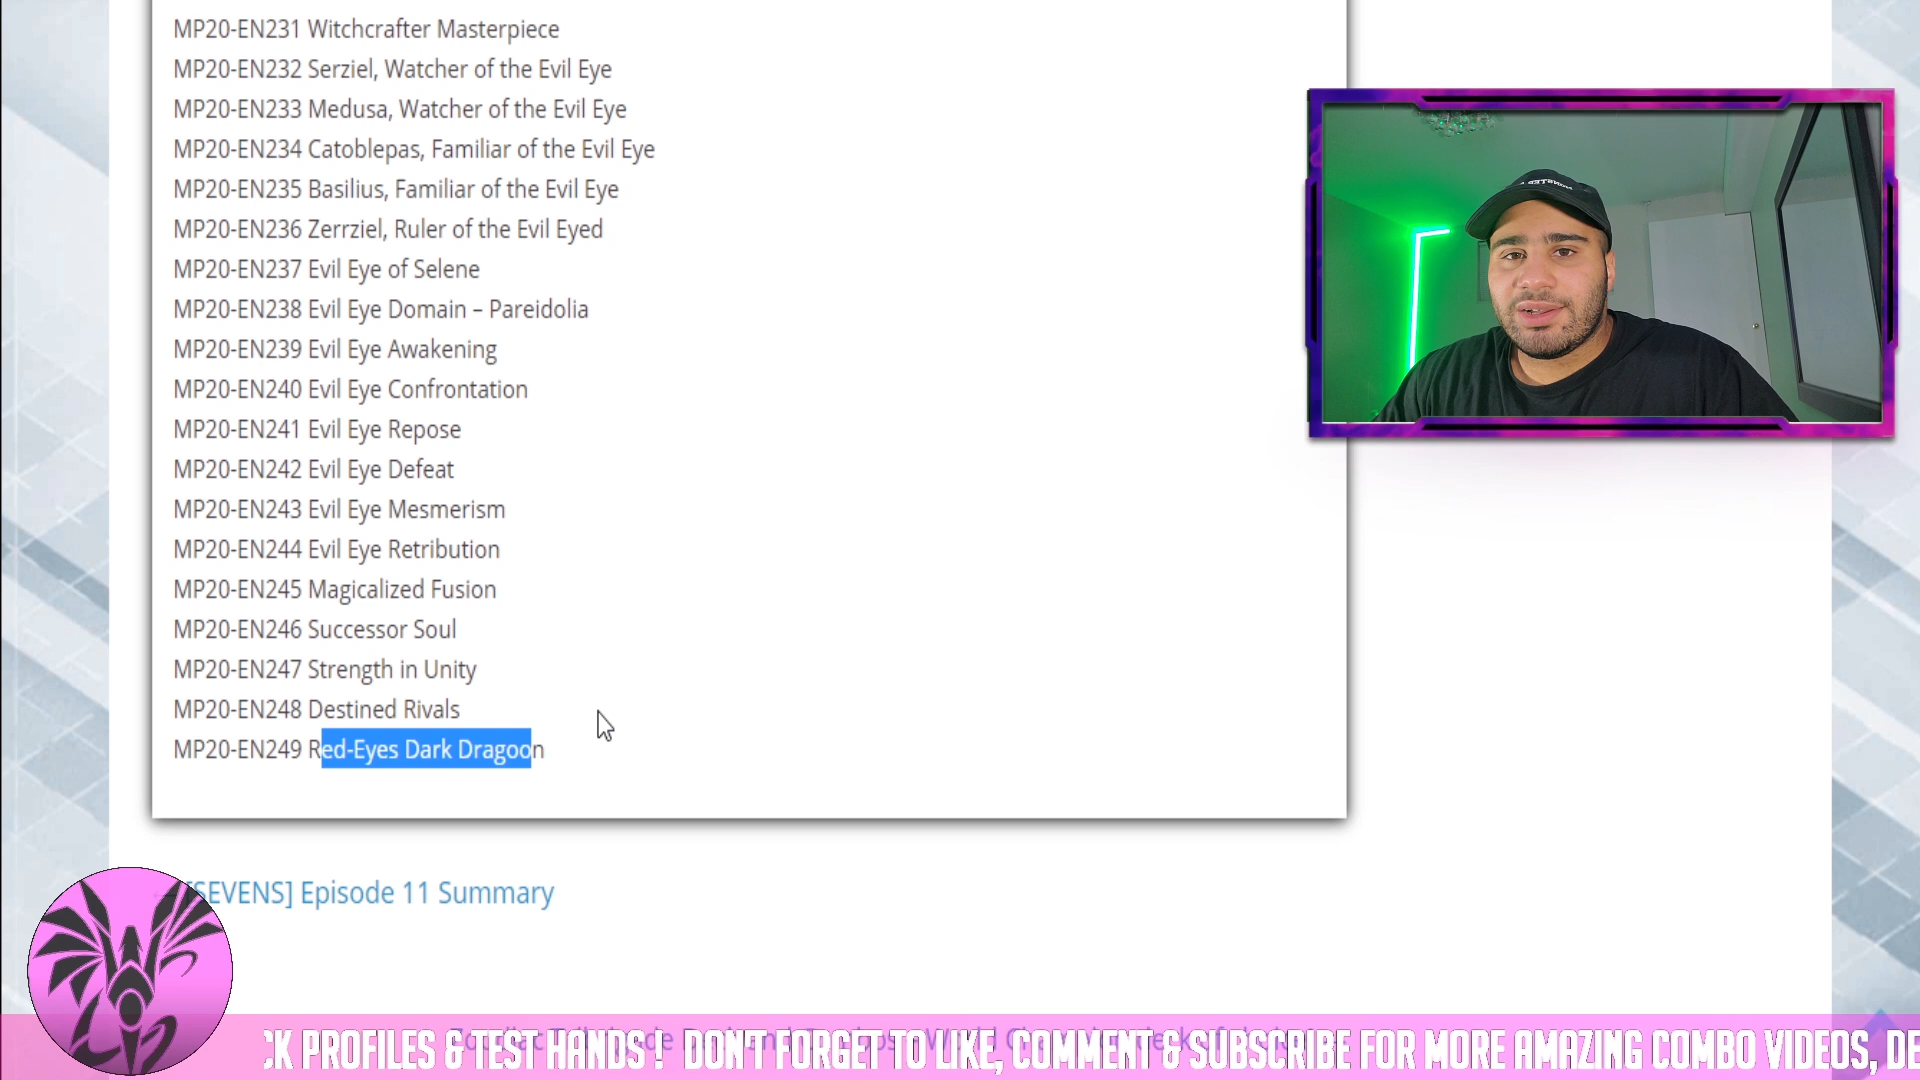 MP20-EN231 Witchcrafter Masterpiece
MP20-EN232 Serziel, Watcher of the Evil Eye
MP20-EN233 Medusa, Watcher of the Evil Eye
MP20-EN234 Catoblepas, Familiar of the Evil Eye
MP20-EN235 Basilius, Familiar of the Evil Eye
MP20-EN236 Zerrziel, Ruler of the Evil Eyed
MP20-EN237 Evil Eye of Selene
MP20-EN238 Evil Eye Domain – Pareidolia
MP20-EN239 Evil Eye Awakening
MP20-EN240 Evil Eye Confrontation
MP20-EN241 Evil Eye Repose
MP20-EN242 Evil Eye Defeat
MP20-EN243 Evil Eye Mesmerism
MP20-EN244 Evil Eye Retribution
MP20-EN245 Magicalized Fusion
MP20-EN246 Successor Soul
MP20-EN247 Strength in Unity
MP20-EN248 Destined Rivals
MP20-EN249 Red-Eyes Dark Dragoon
[SEVENS] Episode 11 Summary
CK PROFILES & TEST HANDS! DON'T FORGET TO LIKE, COMMENT & SUBSCRIBE FOR MORE AMAZING COMBO VIDEOS, DE